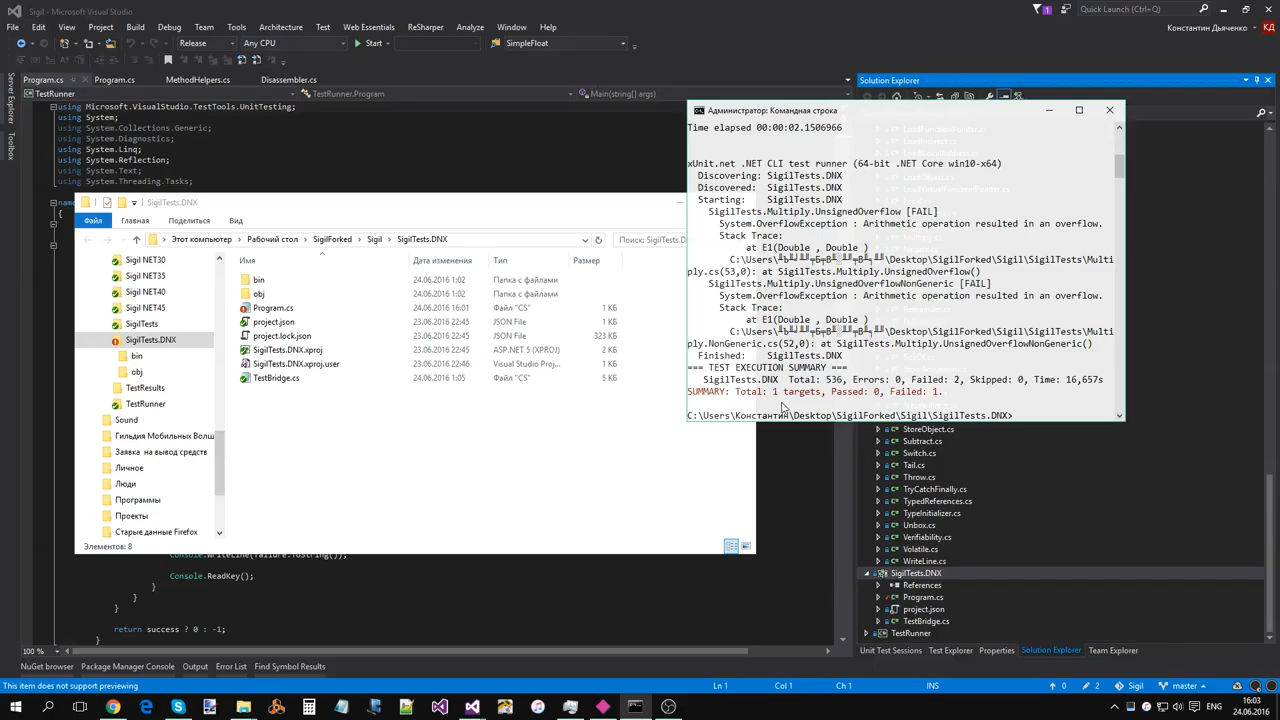 Sigil - Microsoft Visual Studio
1
Quick Launch (Ctrl+Q)
File Edit View Project Build Debug Team Tools Test Web Essentials ReSharper Analyze Window Help
Константин Дьяченко КД
Release Any CPU Start SimpleFloat
Program.cs Program.cs MethodHelpers.cs Disassembler.cs
TestRunner TestRunner.Program Main(string[] args)
using Microsoft.VisualStudio.TestTools.UnitTesting;
using System;
using System.Collections.Generic;
using System.Diagnostics;
using System.Linq;
using System.Reflection;
using System.Text;
using System.Threading.Tasks;
SigilTests.DNX
Файл Главная Поделиться Вид
Этот компьютер Рабочий стол SigilForked Sigil SigilTests.DNX
Поиск: SigilTests.D
Имя Дата изменения Тип Размер
Sigil NET30
Sigil NET35
Sigil NET40
Sigil NET45
SigilTests
SigilTests.DNX
bin
obj
TestResults
TestRunner
Sound
Гильдия Мобильных Волш
Заявка на вывод средств
Личное
Люди
Программы
Проекты
Старые данные Firefox
bin 24.06.2016 1:02 Папка с файлами
obj 24.06.2016 1:02 Папка с файлами
Program.cs 24.06.2016 16:01 Файл "CS" 1 КБ
project.json 23.06.2016 22:45 JSON File 1 КБ
project.lock.json 23.06.2016 22:45 JSON File 323 КБ
SigilTests.DNX.xproj 23.06.2016 22:45 ASP.NET 5 (XPROJ) 2 КБ
SigilTests.DNX.xproj.user 23.06.2016 22:46 Visual Studio Proj... 1 КБ
TestBridge.cs 24.06.2016 1:05 Файл "CS" 5 КБ
Элементов: 8
Console.ReadKey();
}
}
return success ? 0 : -1;
}
100 %
Администратор: Командная строка
Time elapsed 00:00:02.1506966
xUnit.net .NET CLI test runner (64-bit .NET Core win10-x64)
Discovering: SigilTests.DNX
Discovered: SigilTests.DNX
Starting: SigilTests.DNX
SigilTests.Multiply.UnsignedOverflow [FAIL]
System.OverflowException : Arithmetic operation resulted in an overflow.
Stack Trace:
at E1(Double , Double )
\Desktop\SigilForked\Sigil\SigilTests\Multi
ply.cs(53,0): at SigilTests.Multiply.UnsignedOverflow()
SigilTests.Multiply.UnsignedOverflowNonGeneric [FAIL]
System.OverflowException : Arithmetic operation resulted in an overflow.
Stack Trace:
at E1(Double , Double )
\Desktop\SigilForked\Sigil\SigilTests\Multi
ply.NonGeneric.cs(52,0): at SigilTests.Multiply.UnsignedOverflowNonGeneric()
Finished: SigilTests.DNX
=== TEST EXECUTION SUMMARY ===
SigilTests.DNX Total: 536, Errors: 0, Failed: 2, Skipped: 0, Time: 16,657s
SUMMARY: Total: 1 targets, Passed: 0, Failed: 1.
C:\Users\Константин\Desktop\SigilForked\Sigil\SigilTests.DNX>
Solution Explorer
StoreObject.cs
Subtract.cs
Switch.cs
Tail.cs
Throw.cs
TryCatchFinally.cs
TypedReferences.cs
TypeInitializer.cs
Unbox.cs
Verifiability.cs
Volatile.cs
WriteLine.cs
SigilTests.DNX
References
Program.cs
project.json
TestBridge.cs
TestRunner
Unit Test Sessions Test Explorer Properties Solution Explorer Team Explorer
NuGet browser Package Manager Console Output Error List Find Symbol Results
This item does not support previewing Ln 1 Col 1 Ch 1 INS 0 2 Sigil master
16:03
24.06.2016